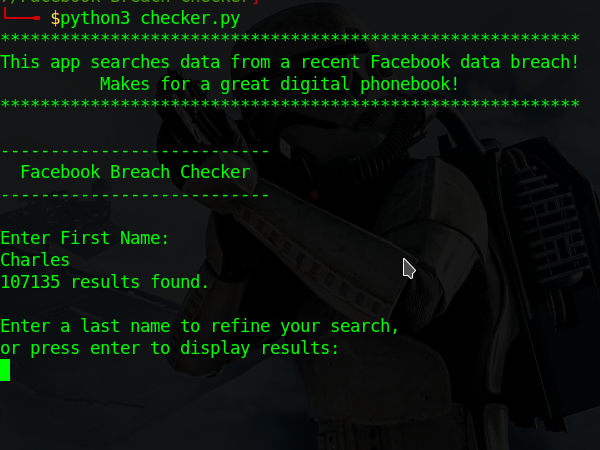 r/Facebook Breach checker]
└──╼ $python3 checker.py
**********************************************************
This app searches data from a recent Facebook data breach!
Makes for a great digital phonebook!
**********************************************************
---------------------------
Facebook Breach Checker
---------------------------
Enter First Name:
Charles
107135 results found.
Enter a last name to refine your search,
or press enter to display results: